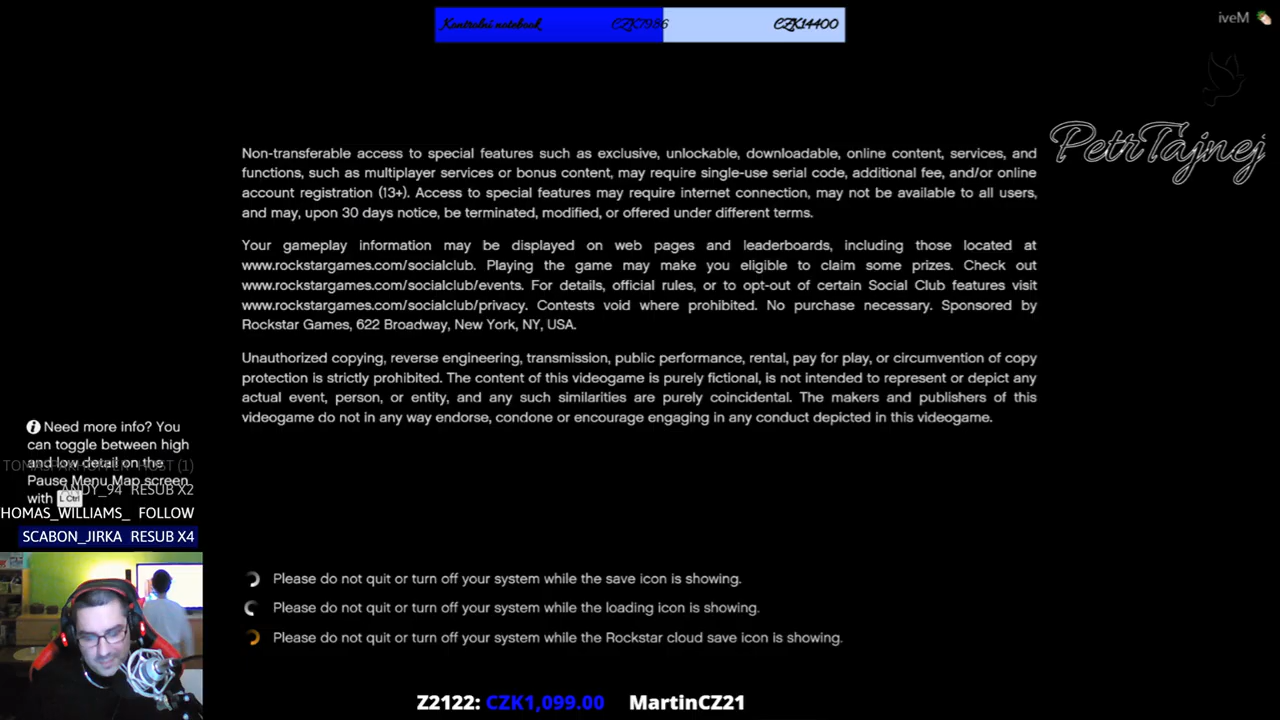 Kontrolní notebook CZK7986 CZK14400
iveM
PetrTajnej
Non-transferable access to special features such as exclusive, unlockable, downloadable, online content, services, and
functions, such as multiplayer services or bonus content, may require single-use serial code, additional fee, and/or online
account registration (13+). Access to special features may require internet connection, may not be available to all users,
and may, upon 30 days notice, be terminated, modified, or offered under different terms.
Your gameplay information may be displayed on web pages and leaderboards, including those located at
www.rockstargames.com/socialclub. Playing the game may make you eligible to claim some prizes. Check out
www.rockstargames.com/socialclub/events. For details, official rules, or to opt-out of certain Social Club features visit
www.rockstargames.com/socialclub/privacy. Contests void where prohibited. No purchase necessary. Sponsored by
Rockstar Games, 622 Broadway, New York, NY, USA.
Unauthorized copying, reverse engineering, transmission, public performance, rental, pay for play, or circumvention of copy
protection is strictly prohibited. The content of this videogame is purely fictional, is not intended to represent or depict any
actual event, person, or entity, and any such similarities are purely coincidental. The makers and publishers of this
videogame do not in any way endorse, condone or encourage engaging in any conduct depicted in this videogame.
Need more info? You
can toggle between high
and low detail on the
Pause Menu Map screen
with L Ctrl
HOST (1)
ANDY_94 RESUB X2
HOMAS_WILLIAMS_ FOLLOW
SCABON_JIRKA RESUB X4
Please do not quit or turn off your system while the save icon is showing.
Please do not quit or turn off your system while the loading icon is showing.
Please do not quit or turn off your system while the Rockstar cloud save icon is showing.
Z2122: CZK1,099.00 MartinCZ21